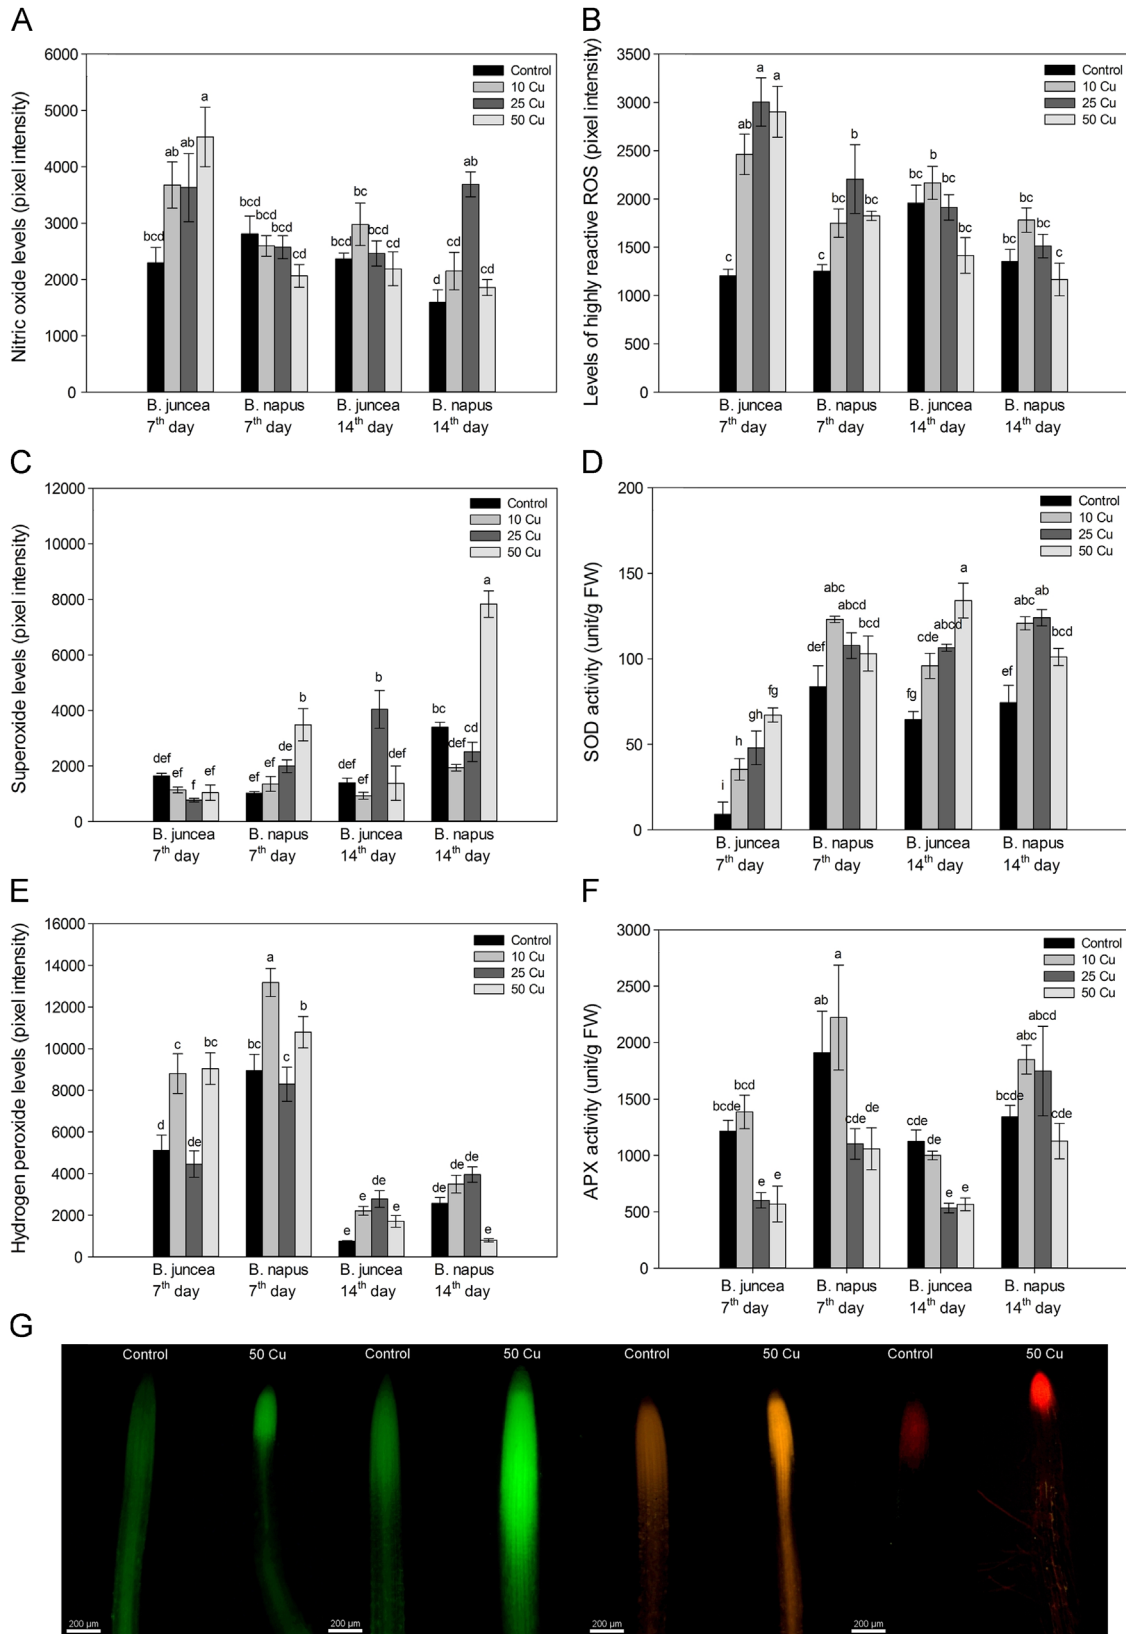 A
Nitric oxide levels (pixel intensity)
6000
5000
4000
3000
2000
1000
0
Control
10 Cu
25 Cu
50 Cu
bcd ab ab a
bcd bcd bcd cd
bcd bc bcd cd
d cd ab cd
B. juncea B. napus B. juncea B. napus
7th day 7th day 14th day 14th day
B
Levels of highly reactive ROS (pixel intensity)
3500
3000
2500
2000
1500
1000
500
0
Control
10 Cu
25 Cu
50 Cu
c ab a a
c bc b bc
bc b bc bc
bc bc bc c
B. juncea B. napus B. juncea B. napus
7th day 7th day 14th day 14th day
C
Superoxide levels (pixel intensity)
12000
10000
8000
6000
4000
2000
0
Control
10 Cu
25 Cu
50 Cu
def ef f ef
ef ef de b
def ef b def
bc def cd a
B. juncea B. napus B. juncea B. napus
7th day 7th day 14th day 14th day
D
SOD activity (unit/g FW)
200
150
100
50
0
Control
10 Cu
25 Cu
50 Cu
i h gh fg
def abc abcd bcd
fg cde abcd a
ef abc ab bcd
B. juncea B. napus B. juncea B. napus
7th day 7th day 14th day 14th day
E
Hydrogen peroxide levels (pixel intensity)
16000
14000
12000
10000
8000
6000
4000
2000
0
Control
10 Cu
25 Cu
50 Cu
d c de bc
bc a c b
e e de e
de de de e
B. juncea B. napus B. juncea B. napus
7th day 7th day 14th day 14th day
F
APX activity (unit/g FW)
3000
2500
2000
1500
1000
500
0
Control
10 Cu
25 Cu
50 Cu
bcde bcd e e
ab a cde de
cde de e e
bcde abc abcd cde
B. juncea B. napus B. juncea B. napus
7th day 7th day 14th day 14th day
G
Control 50 Cu Control 50 Cu Control 50 Cu Control 50 Cu
200 µm 200 µm 200 µm 200 µm